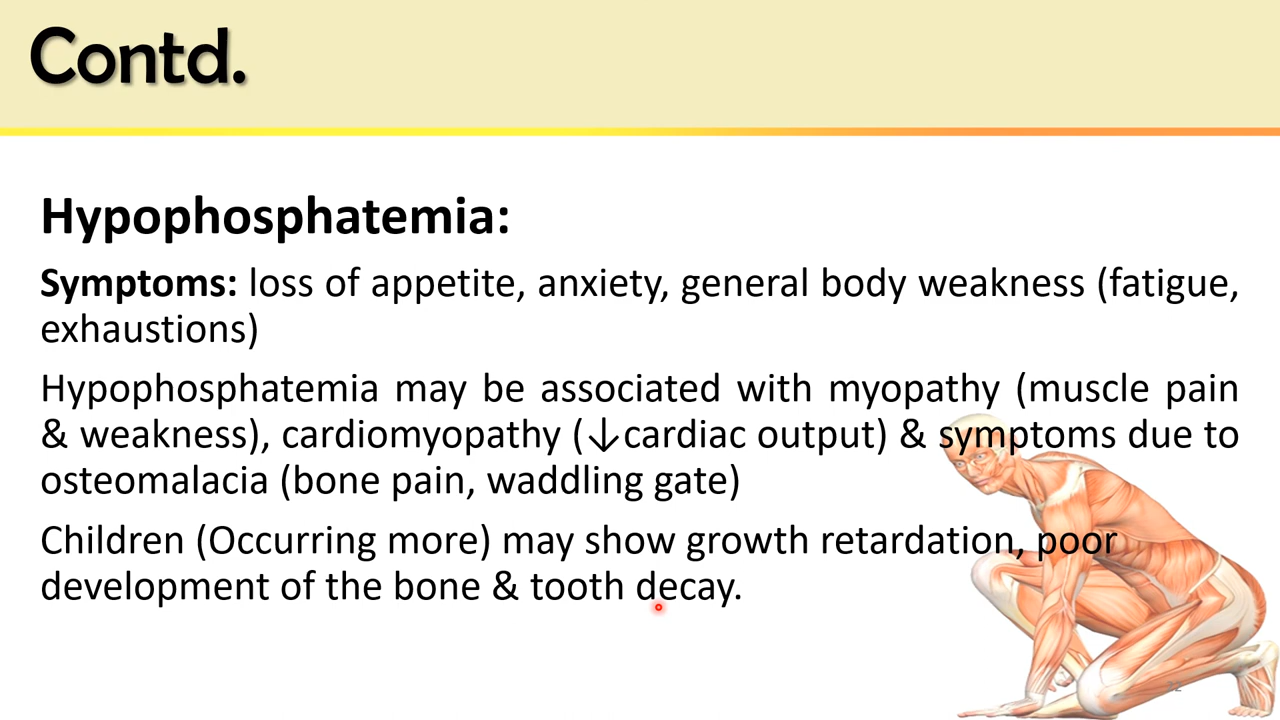 Contd.
Hypophosphatemia:
Symptoms: loss of appetite, anxiety, general body weakness (fatigue,
exhaustions)
Hypophosphatemia may be associated with myopathy (muscle pain
& weakness), cardiomyopathy (↓cardiac output) & symptoms due to
osteomalacia (bone pain, waddling gate)
Children (Occurring more) may show growth retardation, poor
development of the bone & tooth decay.